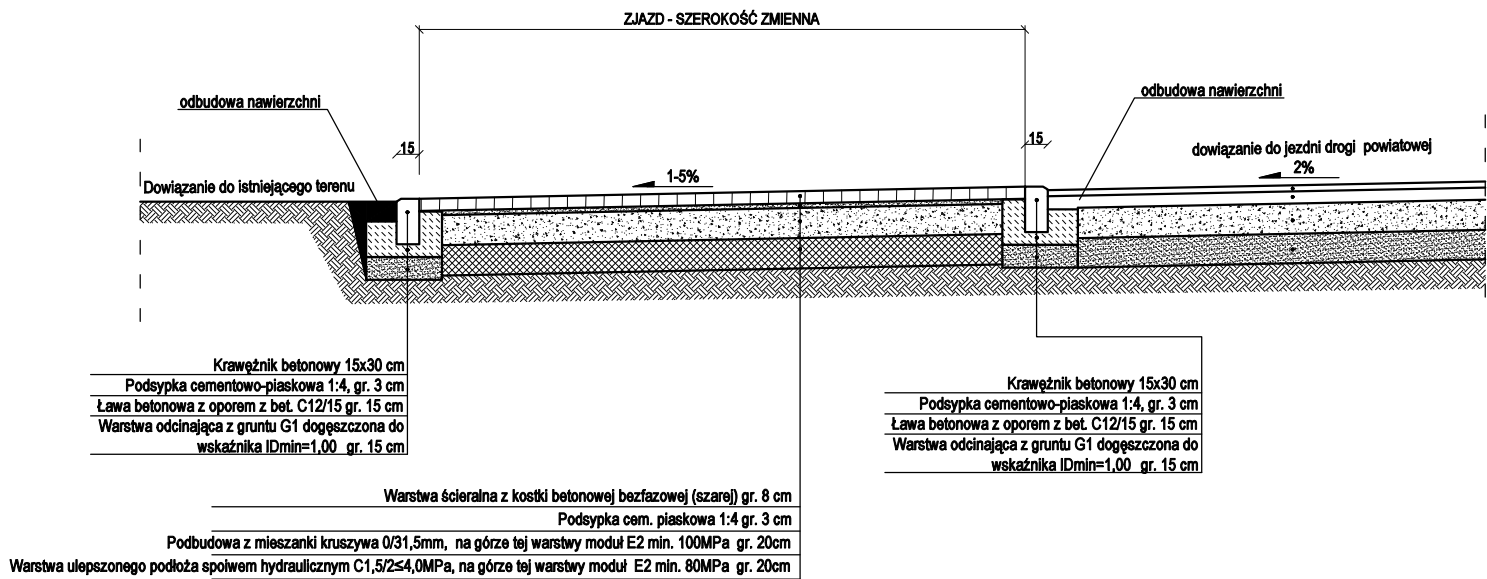 ZJAZD - SZEROKOŚĆ ZMIENNA
odbudowa nawierzchni
odbudowa nawierzchni
15
15
dowiązanie do jezdni drogi powiatowej
2%
Dowiązanie do istniejącego terenu
1-5%
Krawężnik betonowy 15x30 cm
Podsypka cementowo-piaskowa 1:4, gr. 3 cm
Ława betonowa z oporem z bet. C12/15 gr. 15 cm
Warstwa odcinająca z gruntu G1 dogęszczona do
wskaźnika IDmin=1,00 gr. 15 cm
Krawężnik betonowy 15x30 cm
Podsypka cementowo-piaskowa 1:4, gr. 3 cm
Ława betonowa z oporem z bet. C12/15 gr. 15 cm
Warstwa odcinająca z gruntu G1 dogęszczona do
wskaźnika IDmin=1,00 gr. 15 cm
Warstwa ścieralna z kostki betonowej bezfazowej (szarej) gr. 8 cm
Podsypka cem. piaskowa 1:4 gr. 3 cm
Podbudowa z mieszanki kruszywa 0/31,5mm, na górze tej warstwy moduł E2 min. 100MPa gr. 20cm
Warstwa ulepszonego podłoża spoiwem hydraulicznym C1,5/2≤4,0MPa, na górze tej warstwy moduł E2 min. 80MPa gr. 20cm